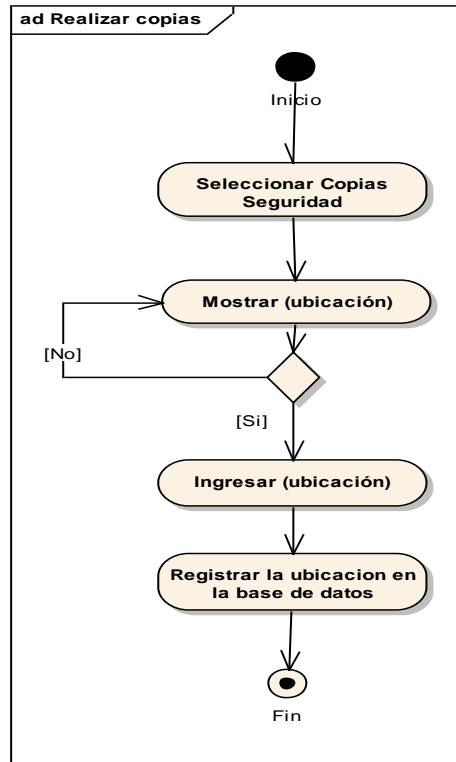 ad Realizar copias
Inicio
Seleccionar Copias
Seguridad
Mostrar (ubicación)
[No]
[Si]
Ingresar (ubicación)
Registrar la ubicacion en
la base de datos
Fin